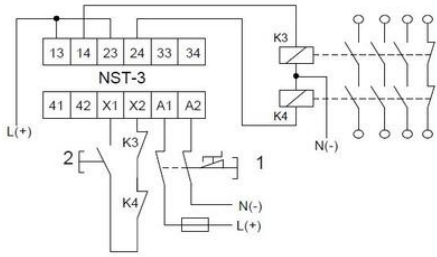 13 14 23 24 33 34
NST-3
41 42 X1 X2 A1 A2
L(+)
K3
K4
N(-)
2
K3
K4
1
N(-)
L(+)